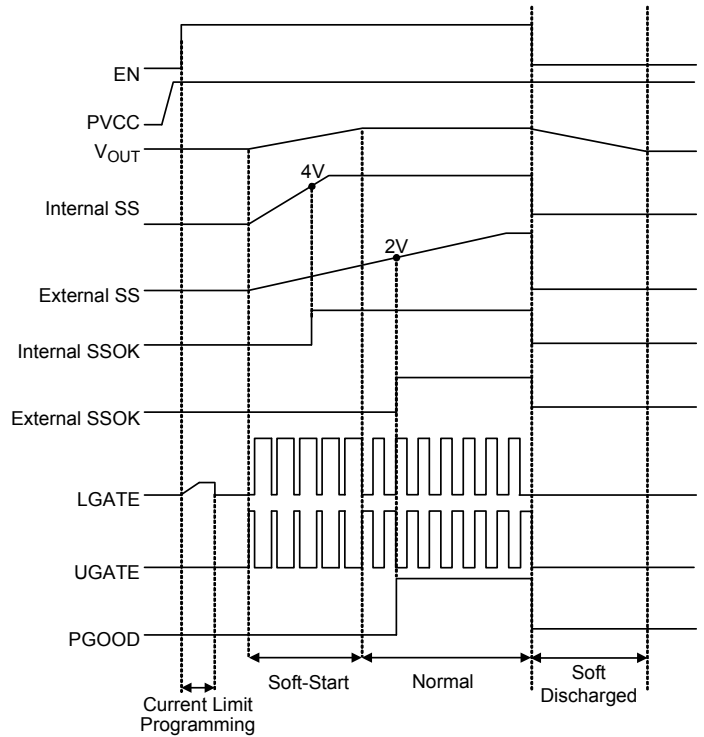 EN
PVCC
VOUT
4V
Internal SS
2V
External SS
Internal SSOK
External SSOK
LGATE
UGATE
PGOOD
Soft-Start
Normal
Soft
Discharged
Current Limit
Programming